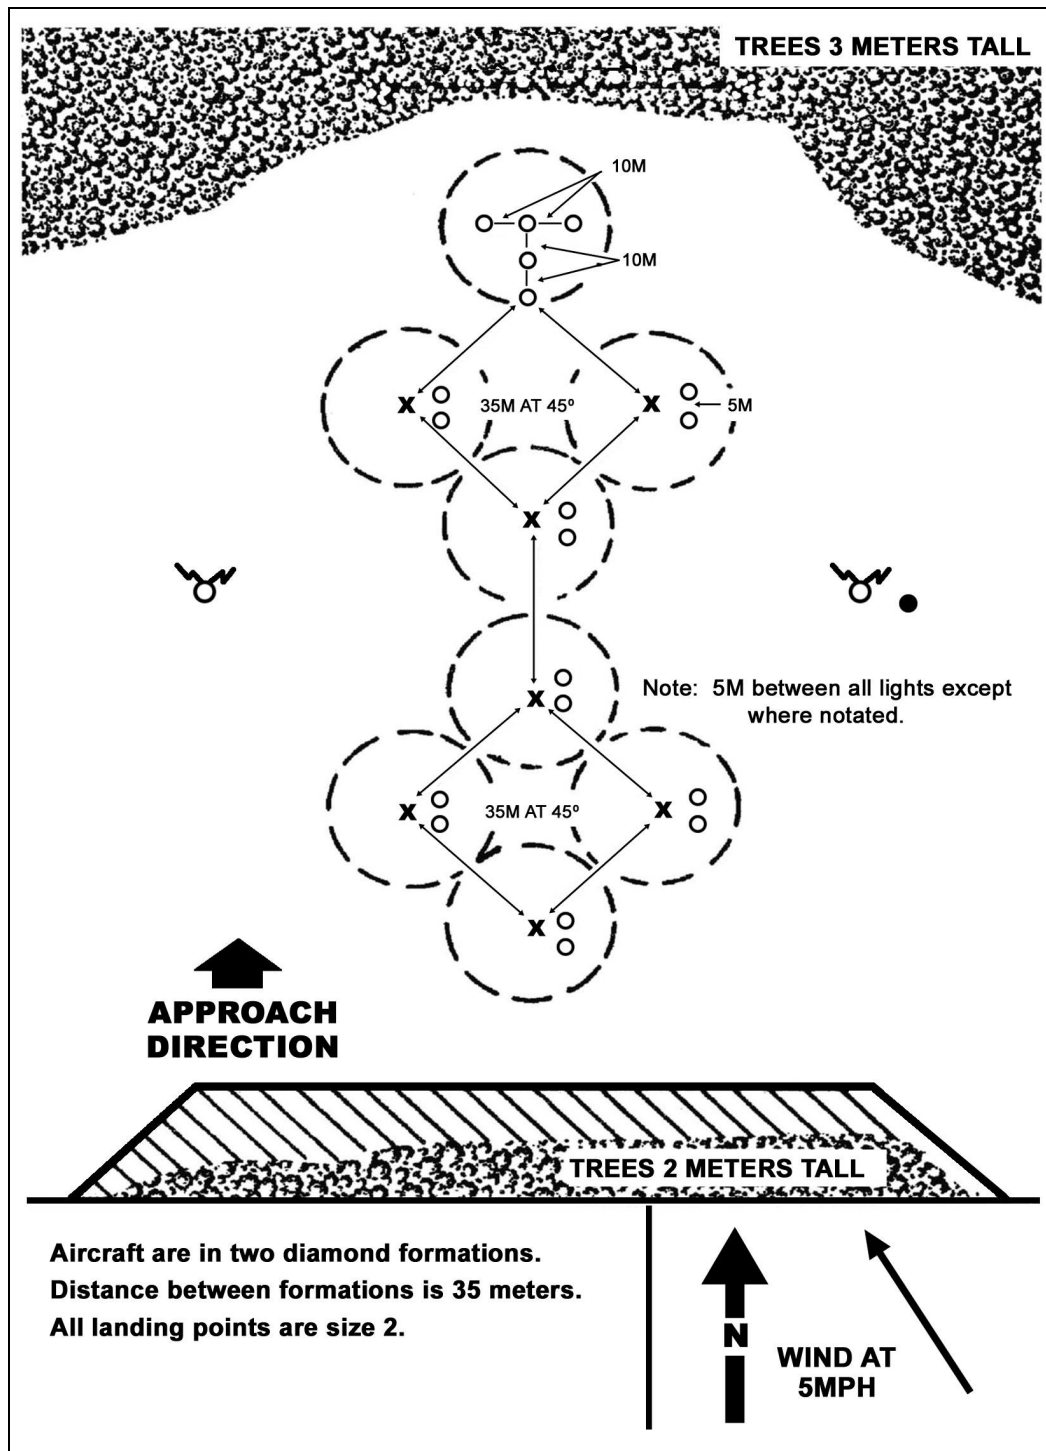 TREES 3 METERS TALL
10M
10M
X
X
35M AT 45º
5M
X
X
Note: 5M between all lights except
where notated.
X
X
35M AT 45º
X
APPROACH
DIRECTION
TREES 2 METERS TALL
Aircraft are in two diamond formations.
Distance between formations is 35 meters.
All landing points are size 2.
N
WIND AT
5MPH